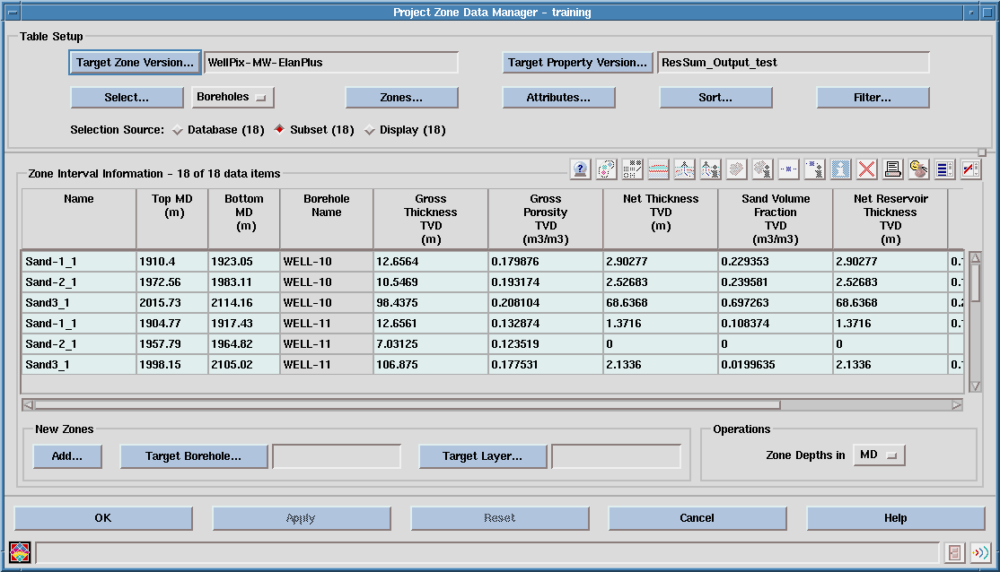 Project Zone Data Manager - training
Table Setup
Target Zone Version... WellPix-MW-ElanPlus Target Property Version... ResSum_Output_test
Select... Boreholes Zones... Attributes... Sort... Filter...
Selection Source: Database (18) Subset (18) Display (18)
Zone Interval Information - 18 of 18 data items
Name Top MD Bottom Borehole Gross Gross Net Thickness Sand Volume Net Reservoir
(m) MD Name Thickness Porosity TVD Fraction Thickness
(m) TVD TVD (m) TVD TVD
(m) (m3/m3) (m3/m3) (m)
Sand-1_1 1910.4 1923.05 WELL-10 12.6564 0.179876 2.90277 0.229353 2.90277
Sand-2_1 1972.56 1983.11 WELL-10 10.5469 0.193174 2.52683 0.239581 2.52683
Sand3_1 2015.73 2114.16 WELL-10 98.4375 0.208104 68.6368 0.697263 68.6368
Sand-1_1 1904.77 1917.43 WELL-11 12.6561 0.132874 1.3716 0.108374 1.3716
Sand-2_1 1957.79 1964.82 WELL-11 7.03125 0.123519 0 0 0
Sand3_1 1998.15 2105.02 WELL-11 106.875 0.177531 2.1336 0.0199635 2.1336
New Zones Operations
Add... Target Borehole... Target Layer... Zone Depths in MD
OK Apply Reset Cancel Help